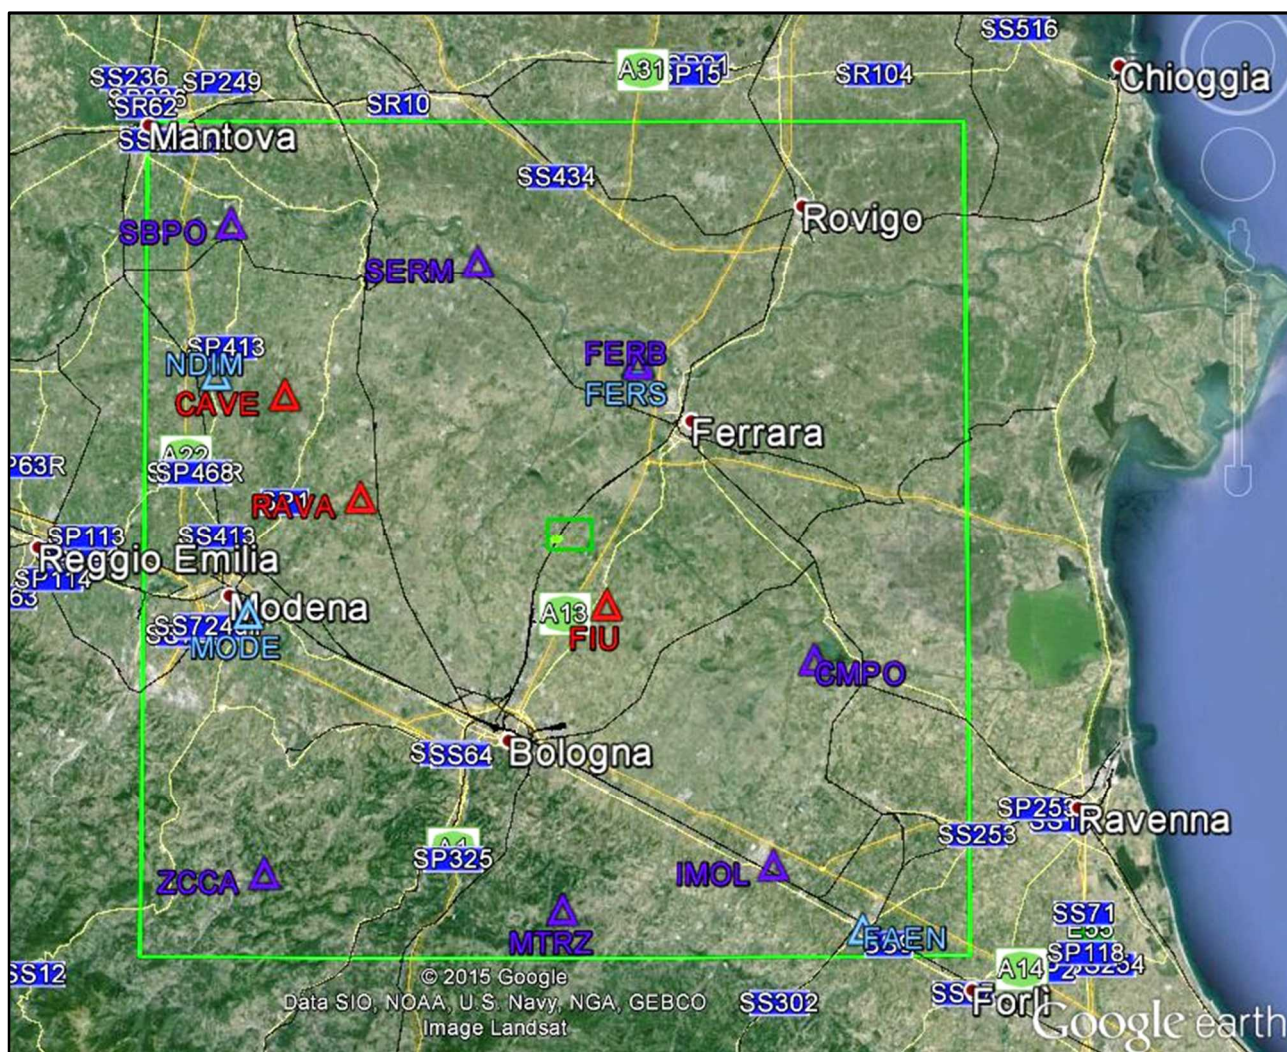 SS516
A31
SP15
SR104
Chioggia
SS236
SP249
SR62
SR10
Mantova
SS434
SBPO
Rovigo
SERM
SP413
NDIM
FERB
CAVE
FERS
Ferrara
A22
SP468
RAVA
SS413
SP113
Reggio Emilia
SP114
Modena
A13
SS724
MODE
FIU
CMPO
SS64
Bologna
SP253
Ravenna
SS253
SP325
ZCCA
IMOL
SS71
MTRZ
FAEN
SP118
SS12
© 2015 Google
A14
Data SIO, NOAA, U.S. Navy, NGA, GEBCO
SS302
Forlì
Image Landsat
Google earth